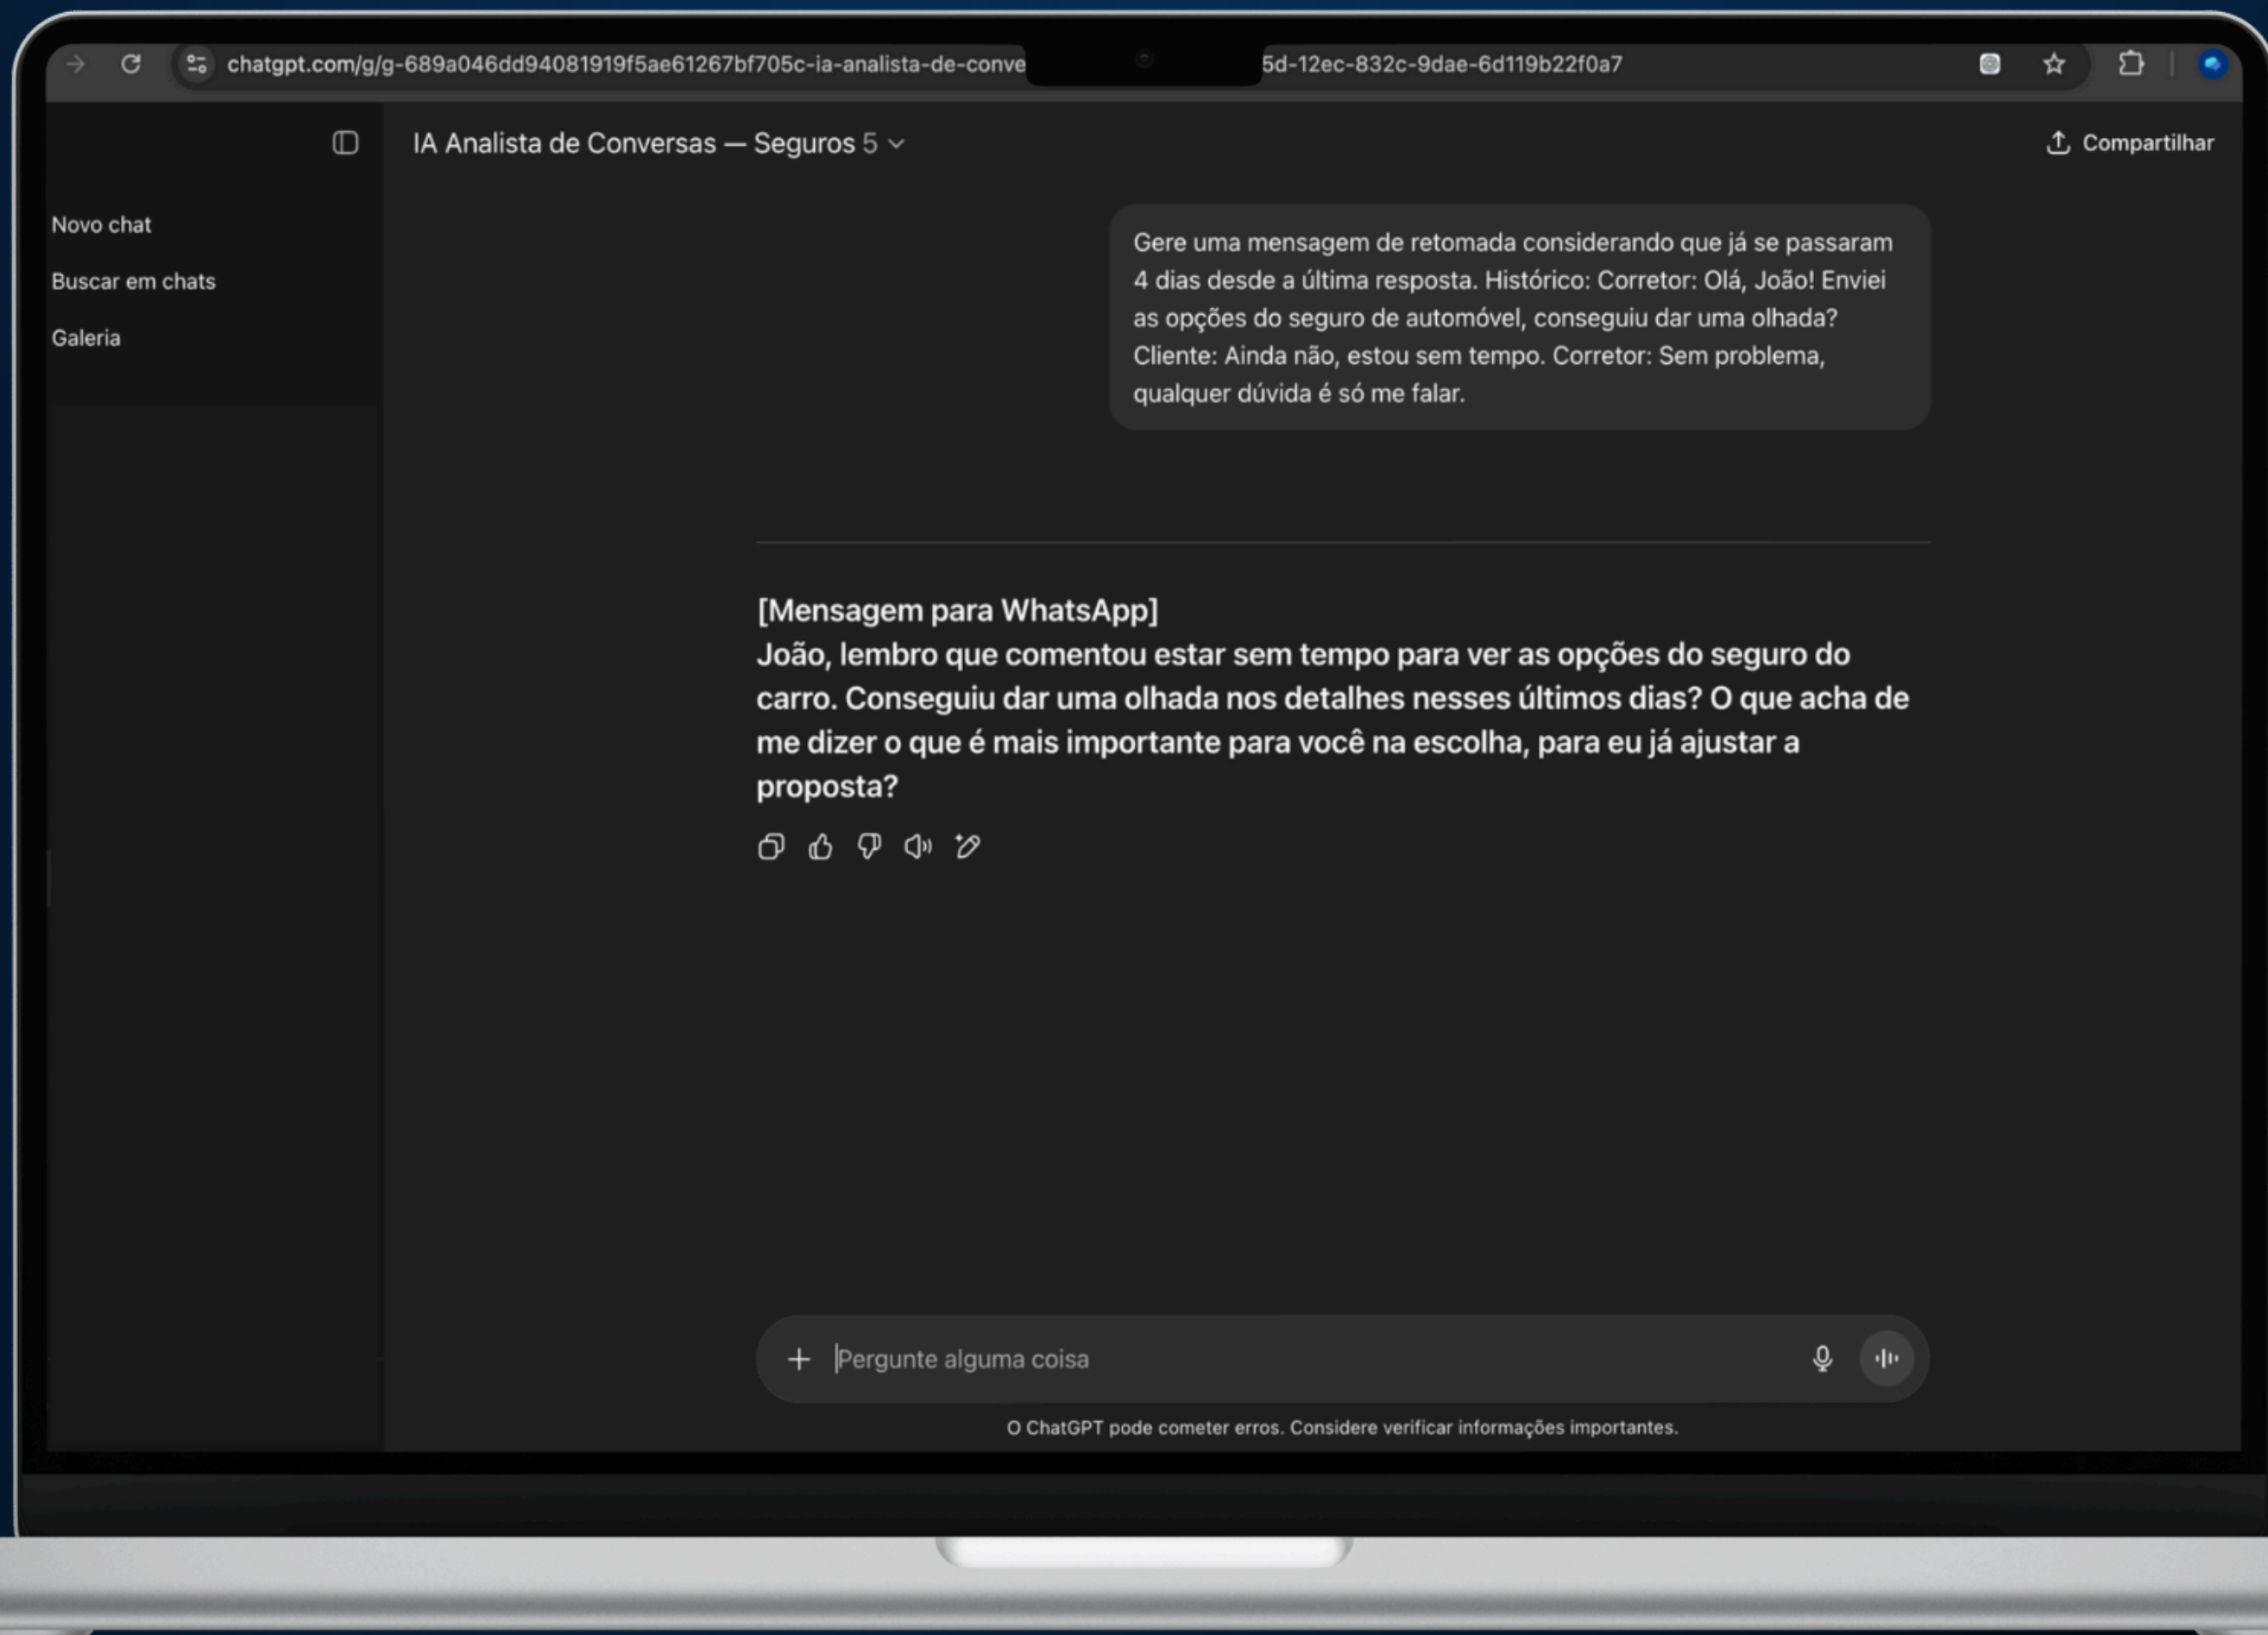 chatgpt.com/g/g-689a046dd94081919f5ae61267bf705c-ia-analista-de-conve 5d-12ec-832c-9dae-6d119b22f0a7
IA Analista de Conversas — Seguros 5
Compartilhar
Novo chat
Buscar em chats
Galeria
Gere uma mensagem de retomada considerando que já se passaram
4 dias desde a última resposta. Histórico: Corretor: Olá, João! Enviei
as opções do seguro de automóvel, conseguiu dar uma olhada?
Cliente: Ainda não, estou sem tempo. Corretor: Sem problema,
qualquer dúvida é só me falar.
[Mensagem para WhatsApp]
João, lembro que comentou estar sem tempo para ver as opções do seguro do
carro. Conseguiu dar uma olhada nos detalhes nesses últimos dias? O que acha de
me dizer o que é mais importante para você na escolha, para eu já ajustar a
proposta?
Pergunte alguma coisa
O ChatGPT pode cometer erros. Considere verificar informações importantes.